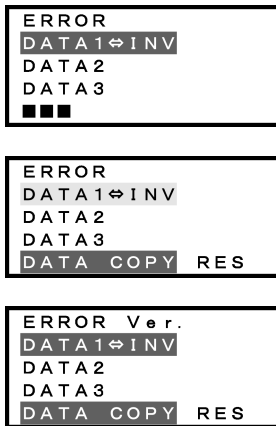 ERROR
DATA1⇔INV
DATA2
DATA3
■■■
ERROR
DATA1⇔INV
DATA2
DATA3
DATA COPY RES
ERROR Ver.
DATA1⇔INV
DATA2
DATA3
DATA COPY RES